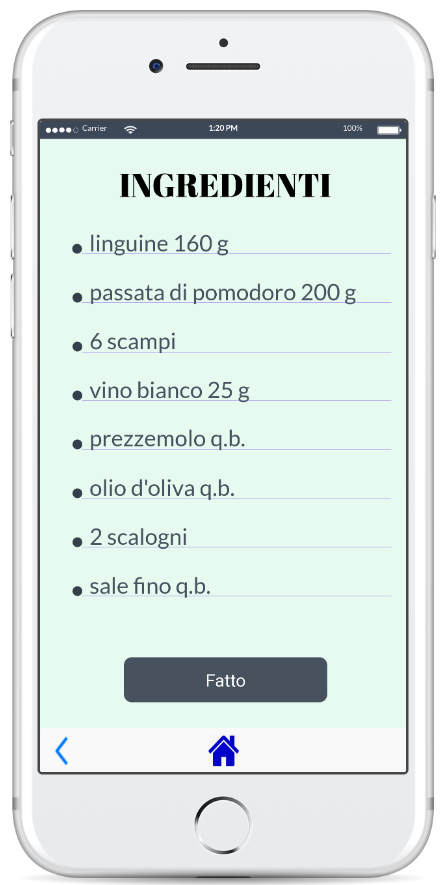 Carrier
1:20 PM
100%
INGREDIENTI
linguine 160 g
passata di pomodoro 200 g
6 scampi
vino bianco 25 g
prezzemolo q.b.
olio d'oliva q.b.
2 scalogni
sale fino q.b.
Fatto